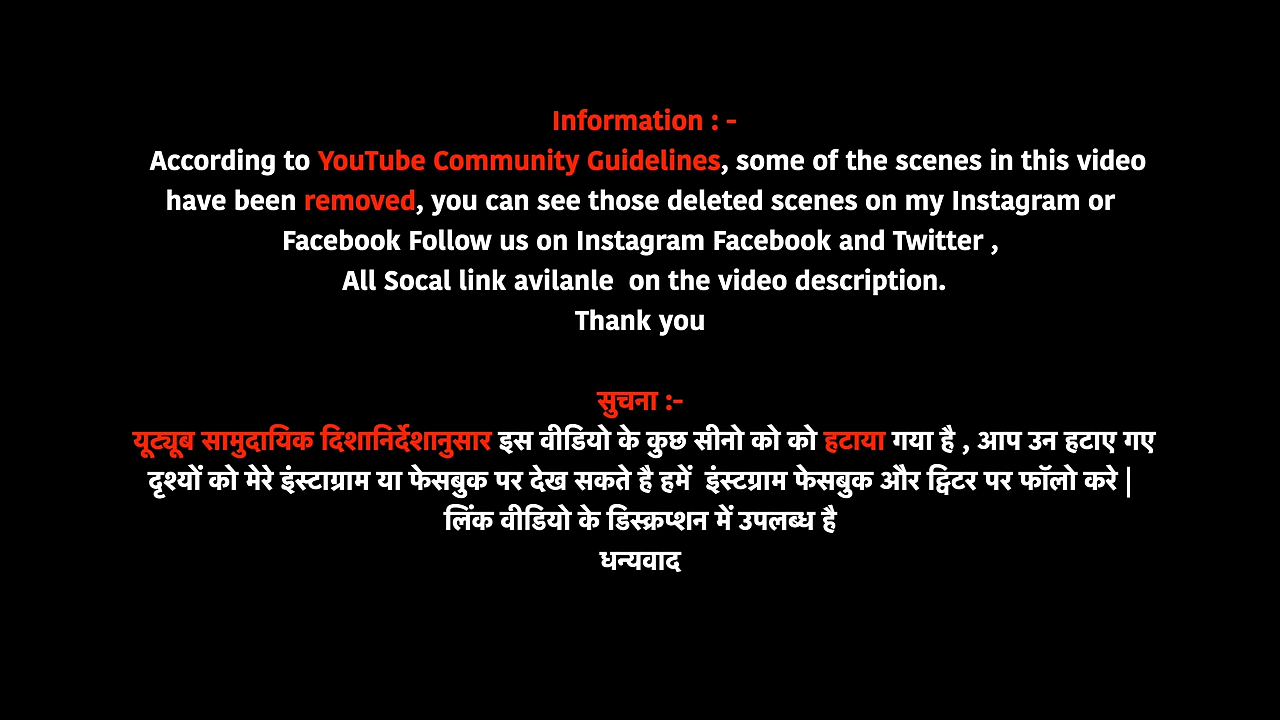 Information : -
According to YouTube Community Guidelines, some of the scenes in this video
have been removed, you can see those deleted scenes on my Instagram or
Facebook Follow us on Instagram Facebook and Twitter ,
All Socal link avilanle  on the video description.
Thank you
सुचना :-
यूट्यूब सामुदायिक दिशानिर्देशानुसार इस वीडियो के कुछ सीनो को को हटाया गया है , आप उन हटाए गए
दृश्यों को मेरे इंस्टाग्राम या फेसबुक पर देख सकते है हमें  इंस्टग्राम फेसबुक और ट्विटर पर फॉलो करे |
लिंक वीडियो के डिस्क्रप्शन में उपलब्ध है
धन्यवाद